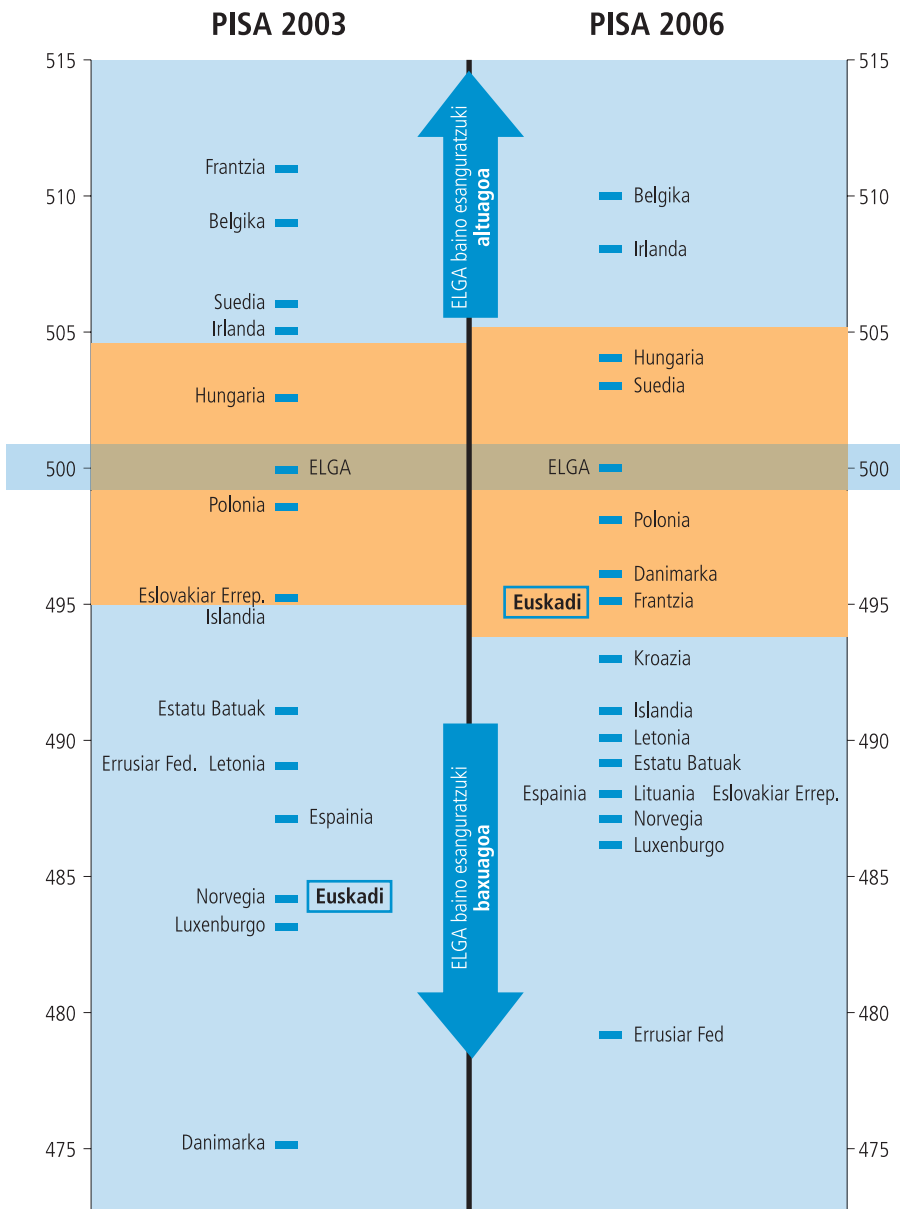 PISA 2003
PISA 2006
515
515
Frantzia
510
Belgika
510
Belgika
Irlanda
Suedia
Irlanda
505
505
Hungaria
Hungaria
Suedia
500
ELGA
ELGA
500
Polonia
Polonia
Danimarka
Eslovakiar Errep.
Islandia
495
Euskadi
Frantzia
495
Kroazia
Estatu Batuak
Islandia
490
Letonia
490
Errusiar Fed. Letonia
Estatu Batuak
Espainia
Lituania
Eslovakiar Errep.
Espainia
Norvegia
Luxenburgo
485
485
Norvegia
Euskadi
Luxenburgo
480
480
Errusiar Fed
475
Danimarka
475
ELGA baino esanguratzuki
altuagoa
ELGA baino esanguratzuki
baxuagoa